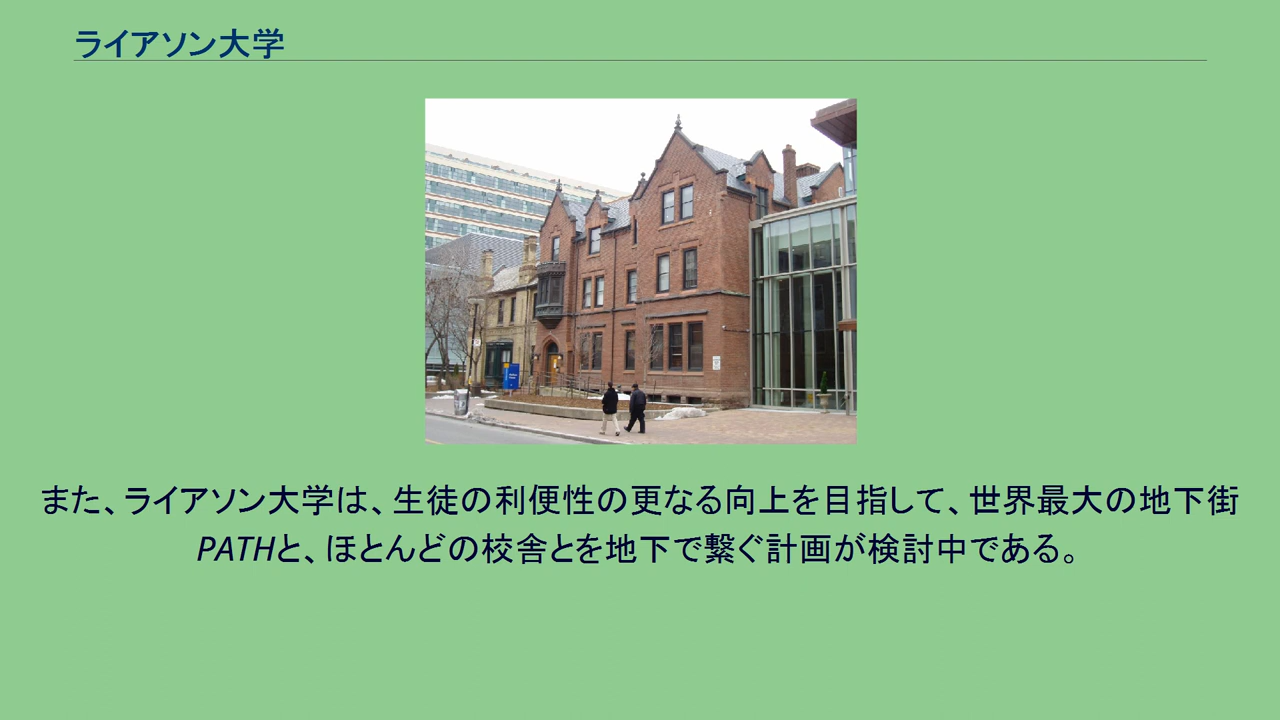 ライアソン大学
また、ライアソン大学は、生徒の利便性の更なる向上を目指して、世界最大の地下街
PATHと、ほとんどの校舎とを地下で繋ぐ計画が検討中である。